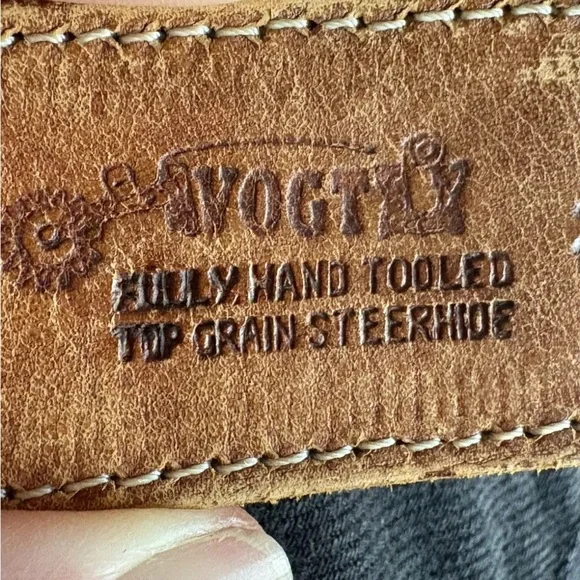 VOGT
FULLY HAND TOOLED
TOP GRAIN STEERHIDE